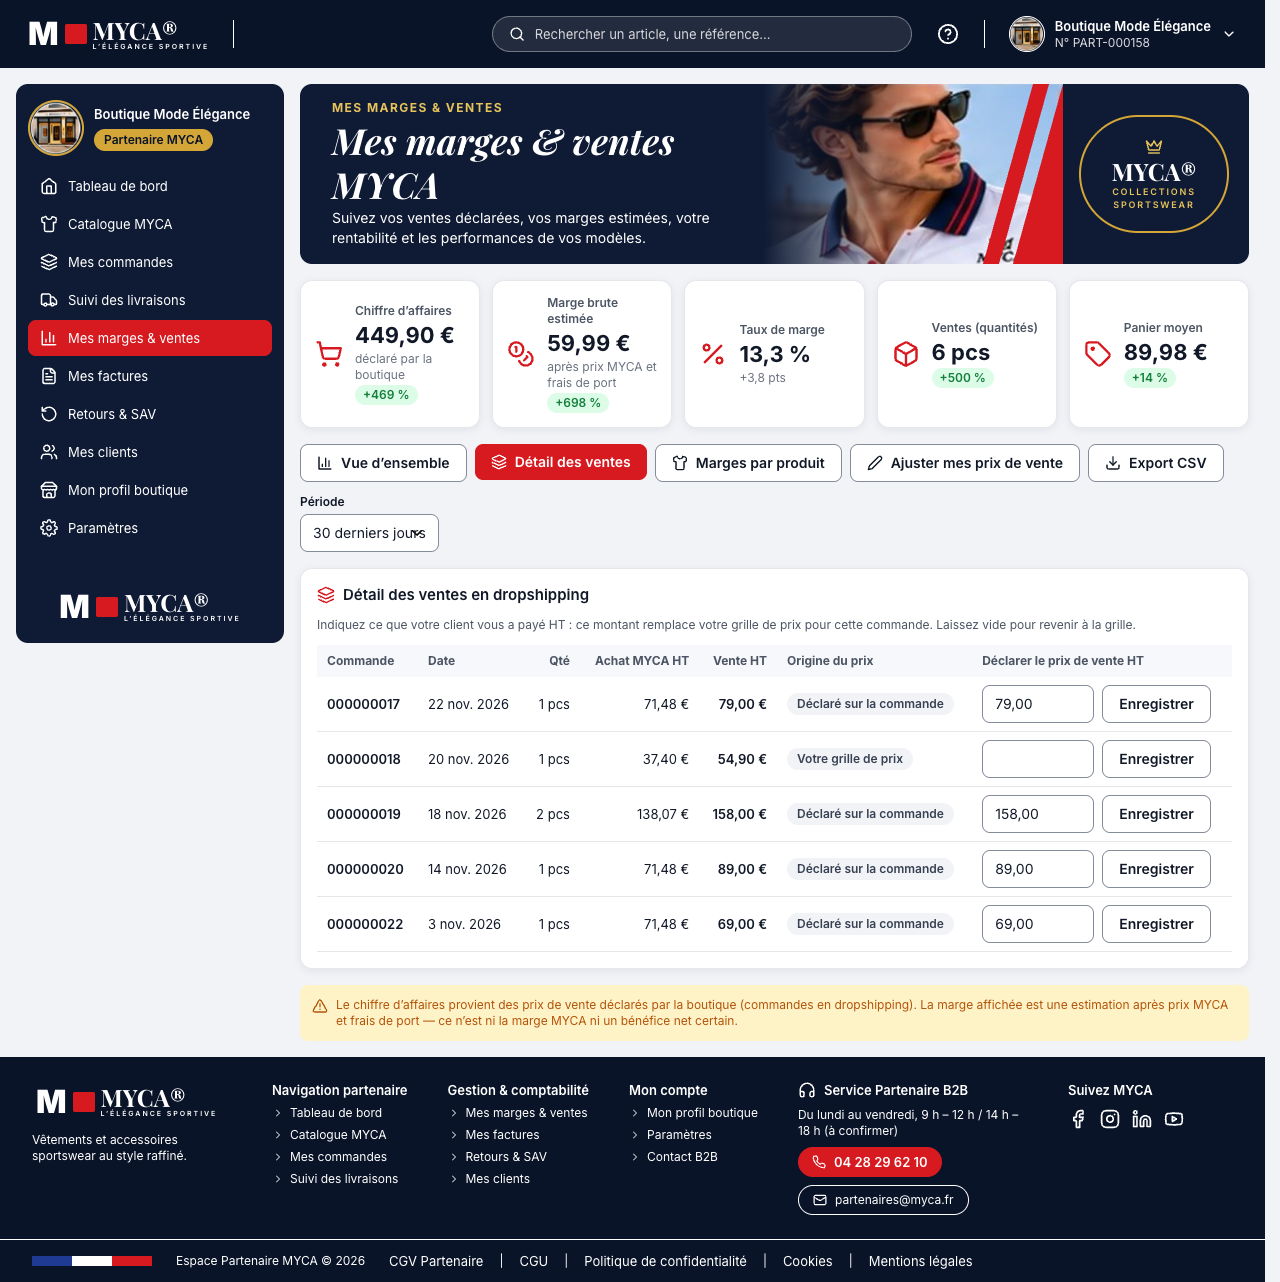 M MYCA®
L'ÉLÉGANCE SPORTIVE
Rechercher un article, une référence...
Boutique Mode Élégance
N° PART-000158
Boutique Mode Élégance
Partenaire MYCA
Tableau de bord
Catalogue MYCA
Mes commandes
Suivi des livraisons
Mes marges & ventes
Mes factures
Retours & SAV
Mes clients
Mon profil boutique
Paramètres
M MYCA®
L'ÉLÉGANCE SPORTIVE
MES MARGES & VENTES
Mes marges & ventes
MYCA
Suivez vos ventes déclarées, vos marges estimées, votre
rentabilité et les performances de vos modèles.
MYCA®
COLLECTIONS
SPORTSWEAR
Chiffre d’affaires
449,90 €
déclaré par la
boutique
+469 %
Marge brute
estimée
59,99 €
après prix MYCA et
frais de port
+698 %
Taux de marge
13,3 %
+3,8 pts
Ventes (quantités)
6 pcs
+500 %
Panier moyen
89,98 €
+14 %
Vue d’ensemble
Détail des ventes
Marges par produit
Ajuster mes prix de vente
Export CSV
Période
30 derniers jours
Détail des ventes en dropshipping
Indiquez ce que votre client vous a payé HT : ce montant remplace votre grille de prix pour cette commande. Laissez vide pour revenir à la grille.
Commande Date Qté Achat MYCA HT Vente HT Origine du prix Déclarer le prix de vente HT
000000017 22 nov. 2026 1 pcs 71,48 € 79,00 € Déclaré sur la commande 79,00 Enregistrer
000000018 20 nov. 2026 1 pcs 37,40 € 54,90 € Votre grille de prix Enregistrer
000000019 18 nov. 2026 2 pcs 138,07 € 158,00 € Déclaré sur la commande 158,00 Enregistrer
000000020 14 nov. 2026 1 pcs 71,48 € 89,00 € Déclaré sur la commande 89,00 Enregistrer
000000022 3 nov. 2026 1 pcs 71,48 € 69,00 € Déclaré sur la commande 69,00 Enregistrer
Le chiffre d’affaires provient des prix de vente déclarés par la boutique (commandes en dropshipping). La marge affichée est une estimation après prix MYCA
et frais de port — ce n’est ni la marge MYCA ni un bénéfice net certain.
M MYCA®
L'ÉLÉGANCE SPORTIVE
Vêtements et accessoires
sportswear au style raffiné.
Navigation partenaire
Tableau de bord
Catalogue MYCA
Mes commandes
Suivi des livraisons
Gestion & comptabilité
Mes marges & ventes
Mes factures
Retours & SAV
Mes clients
Mon compte
Mon profil boutique
Paramètres
Contact B2B
Service Partenaire B2B
Du lundi au vendredi, 9 h – 12 h / 14 h –
18 h (à confirmer)
04 28 29 62 10
partenaires@myca.fr
Suivez MYCA
Espace Partenaire MYCA © 2026
CGV Partenaire | CGU | Politique de confidentialité | Cookies | Mentions légales